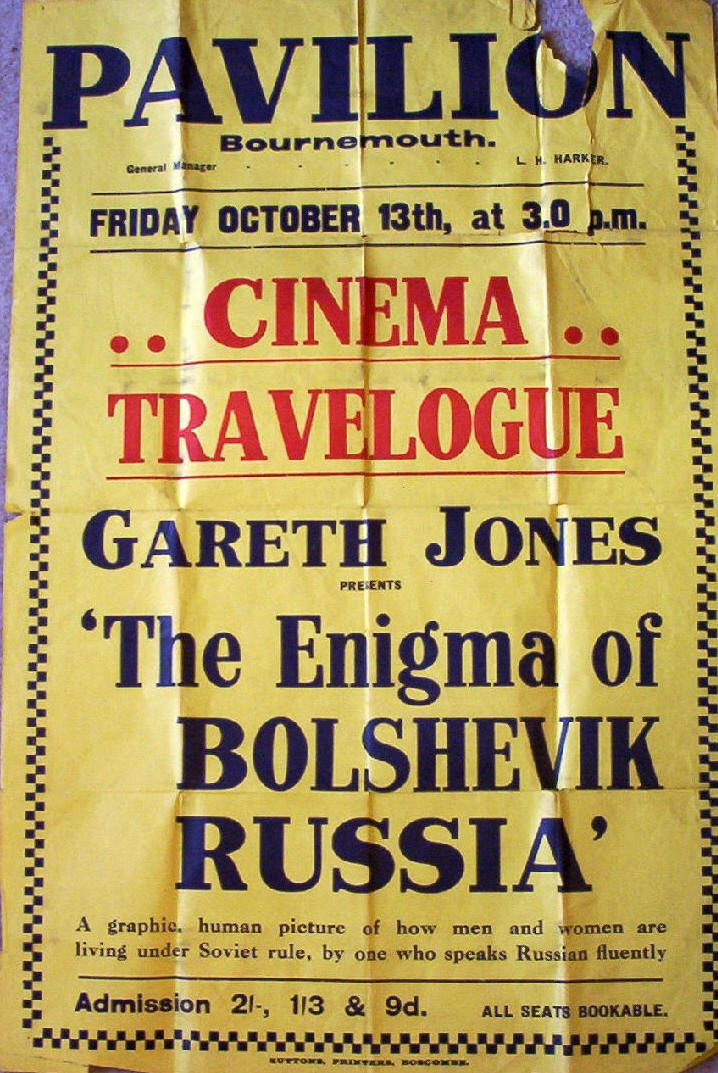 PAVILION
Bournemouth.
General Manager - - - - - - L. H. HARKER.
FRIDAY OCTOBER 13th, at 3.0 p.m.
.. CINEMA ..
TRAVELOGUE
GARETH JONES
PRESENTS
‘The Enigma of
BOLSHEVIK
RUSSIA’
A graphic, human picture of how men and women are
living under Soviet rule, by one who speaks Russian fluently
Admission 2/-, 1/3 & 9d. ALL SEATS BOOKABLE.
SUTTONS, PRINTERS, BOSCOMBE.